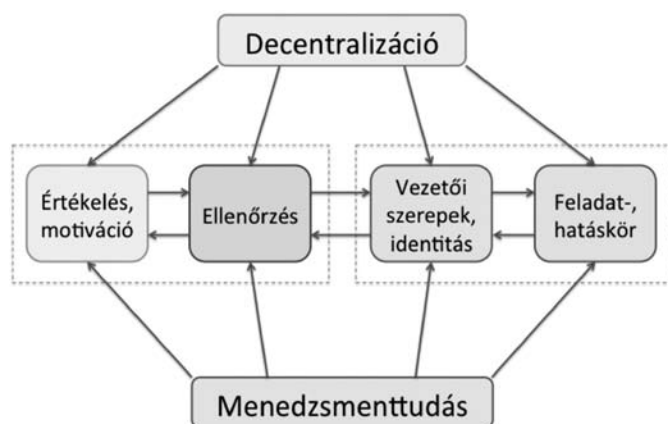 Decentralizáció
Értékelés,
motiváció
Ellenőrzés
Vezetői
szerepek,
identitás
Feladat-,
hatáskör
Menedzsmenttudás